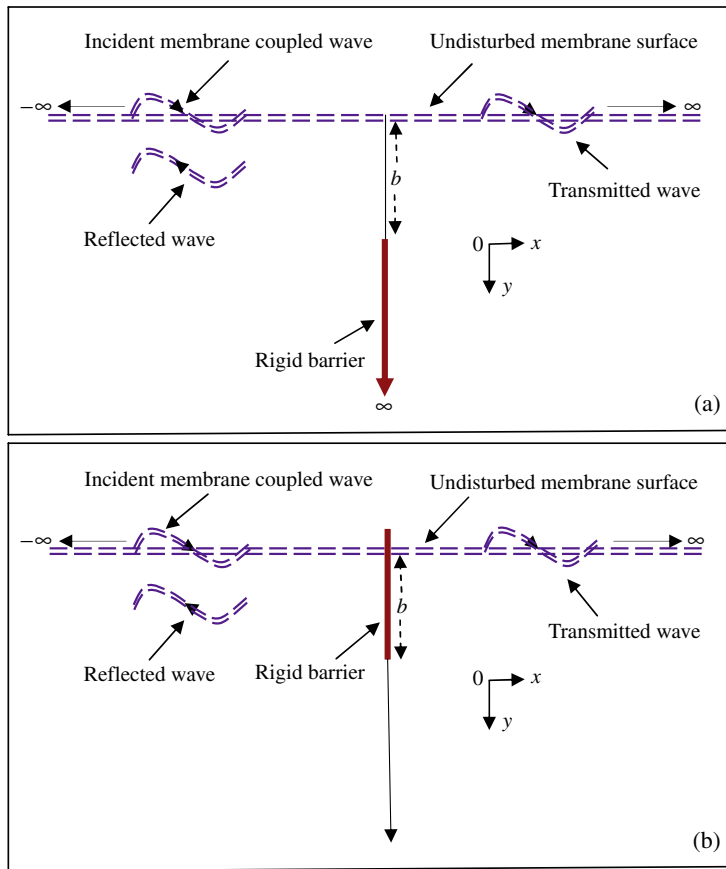 Incident membrane coupled wave
Undisturbed membrane surface
−∞
∞
b
Transmitted wave
Reflected wave
0
x
y
Rigid barrier
∞
(a)
Incident membrane coupled wave
Undisturbed membrane surface
−∞
∞
b
Transmitted wave
Reflected wave
Rigid barrier
0
x
y
(b)